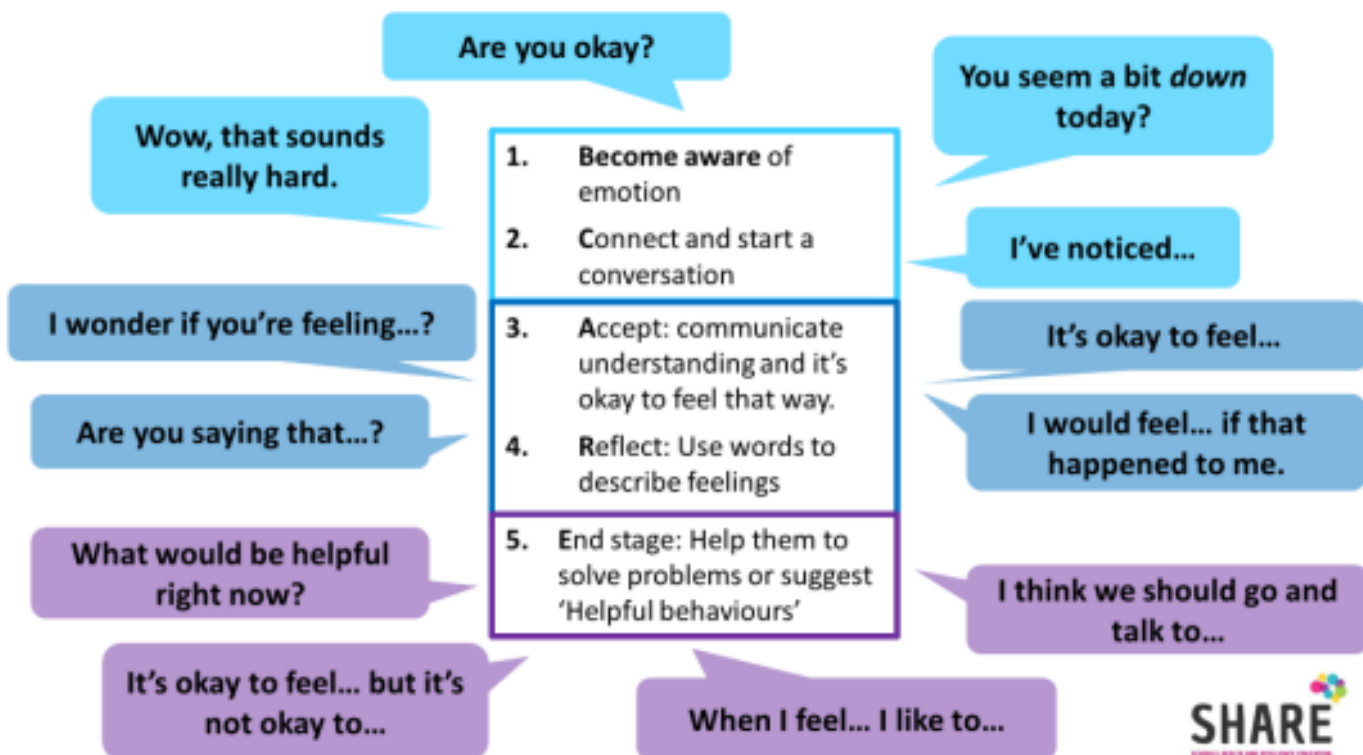 Are you okay?
You seem a bit down
today?
Wow, that sounds
really hard.
1. Become aware of
emotion
2. Connect and start a
conversation
I've noticed...
I wonder if you're feeling...?
3. Accept: communicate
understanding and it's
okay to feel that way.
It's okay to feel...
Are you saying that...?
I would feel... if that
happened to me.
4. Reflect: Use words to
describe feelings
What would be helpful
right now?
5. End stage: Help them to
solve problems or suggest
'Helpful behaviours'
I think we should go and
talk to...
It's okay to feel... but it's
not okay to...
When I feel... I like to...
SHARE